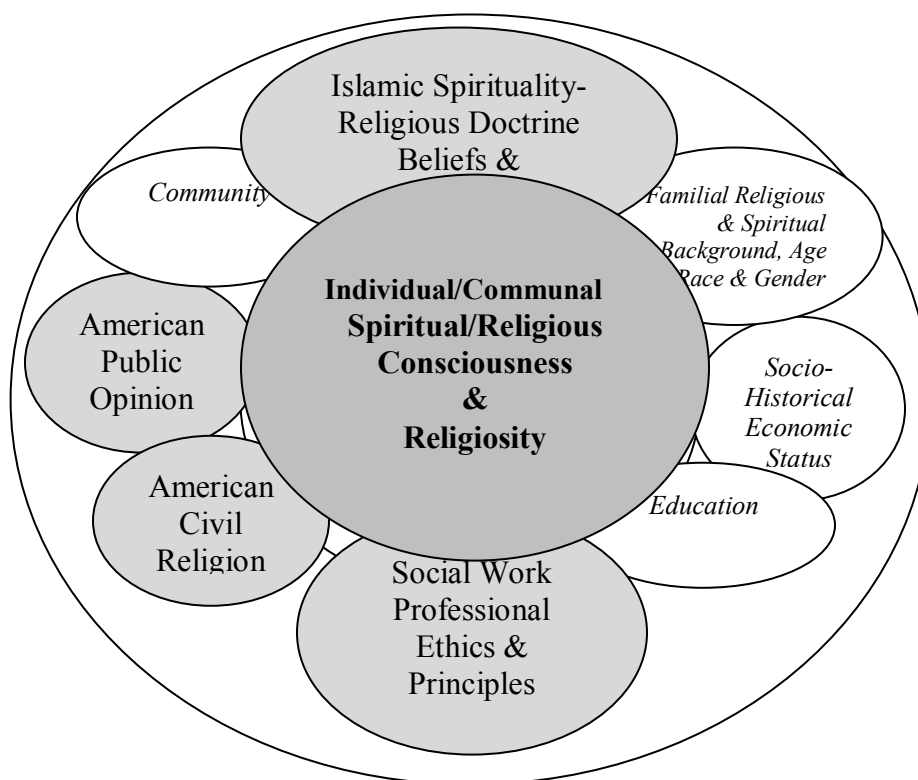 Islamic Spirituality-
Religious Doctrine
Beliefs &
Community
Familial Religious
& Spiritual
Background, Age
Race & Gender
Individual/Communal
Spiritual/Religious
Consciousness
&
Religiosity
American
Public
Opinion
Socio-
Historical
Economic
Status
American
Civil
Religion
Education
Social Work
Professional
Ethics &
Principles